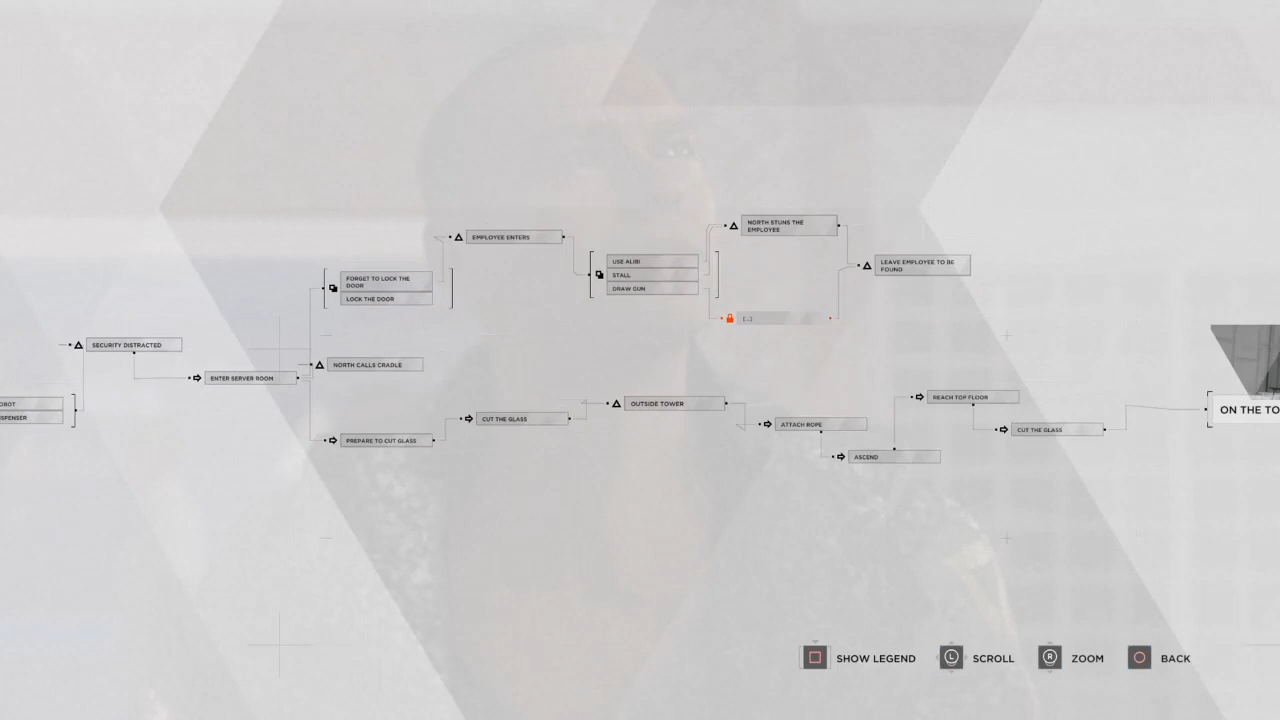 NORTH STUNS THE
EMPLOYEE
EMPLOYEE ENTERS
USE ALIBI
STALL
DRAW GUN
LEAVE EMPLOYEE TO BE
FOUND
FORGET TO LOCK THE
DOOR
LOCK THE DOOR
[...]
SECURITY DISTRACTED
NORTH CALLS CRADLE
ENTER SERVER ROOM
OBOT
ISPENSER
PREPARE TO CUT GLASS
CUT THE GLASS
OUTSIDE TOWER
ATTACH ROPE
ASCEND
REACH TOP FLOOR
CUT THE GLASS
ON THE TO
SHOW LEGEND
L
SCROLL
R
ZOOM
BACK